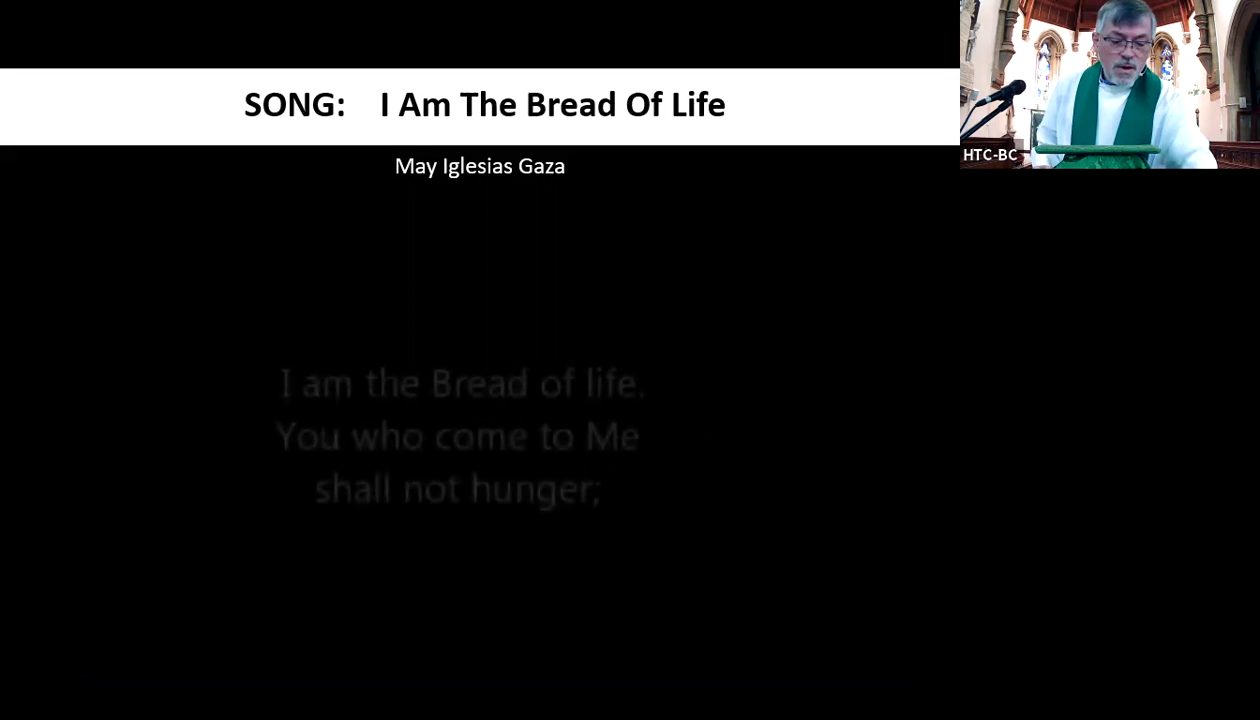 SONG: I Am The Bread Of Life
May Iglesias Gaza
HTC-BC
I am the Bread of life.
You who come to Me
shall not hunger;